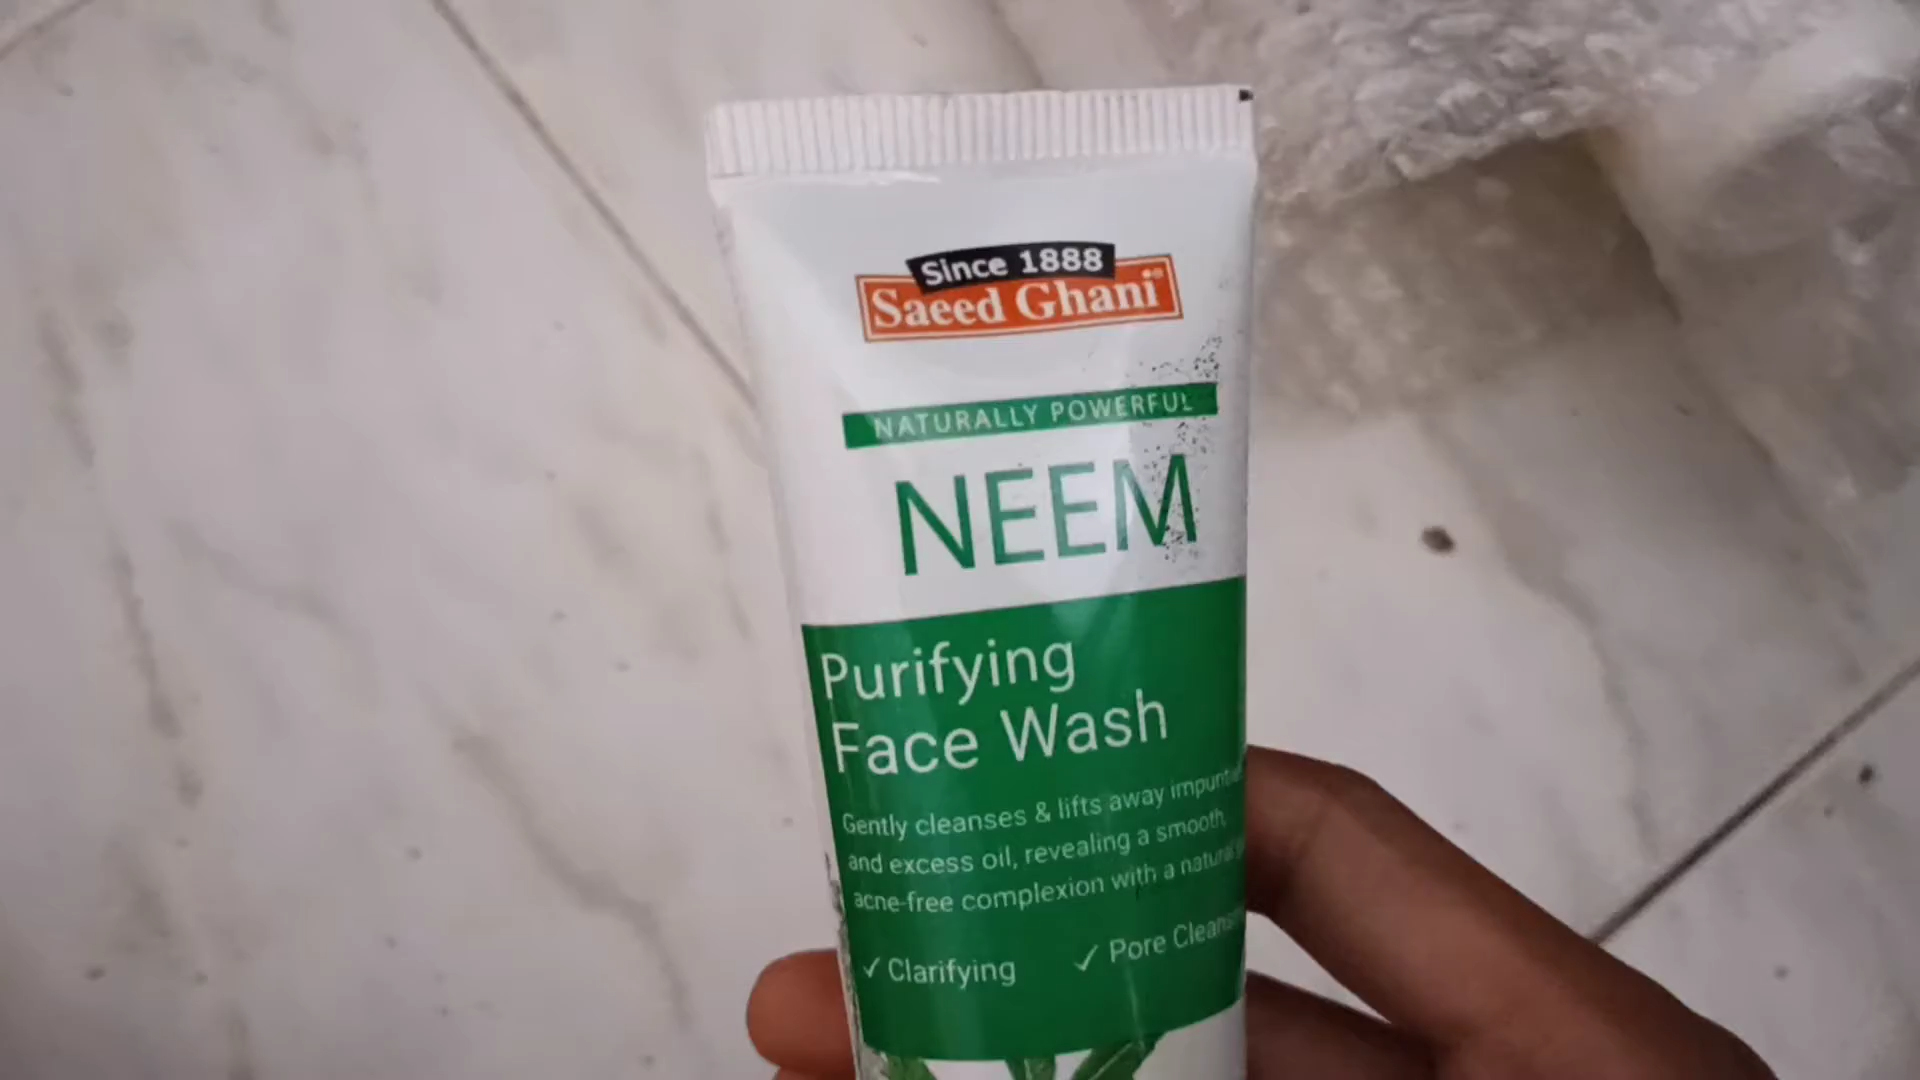 Since 1888
Saeed Ghani®
NATURALLY POWERFUL
NEEM
Purifying
Face Wash
Gently cleanses & lifts away
and excess oil, revealing a smooth,
acne-free complexion with a natural
✓ Clarifying ✓ Pore